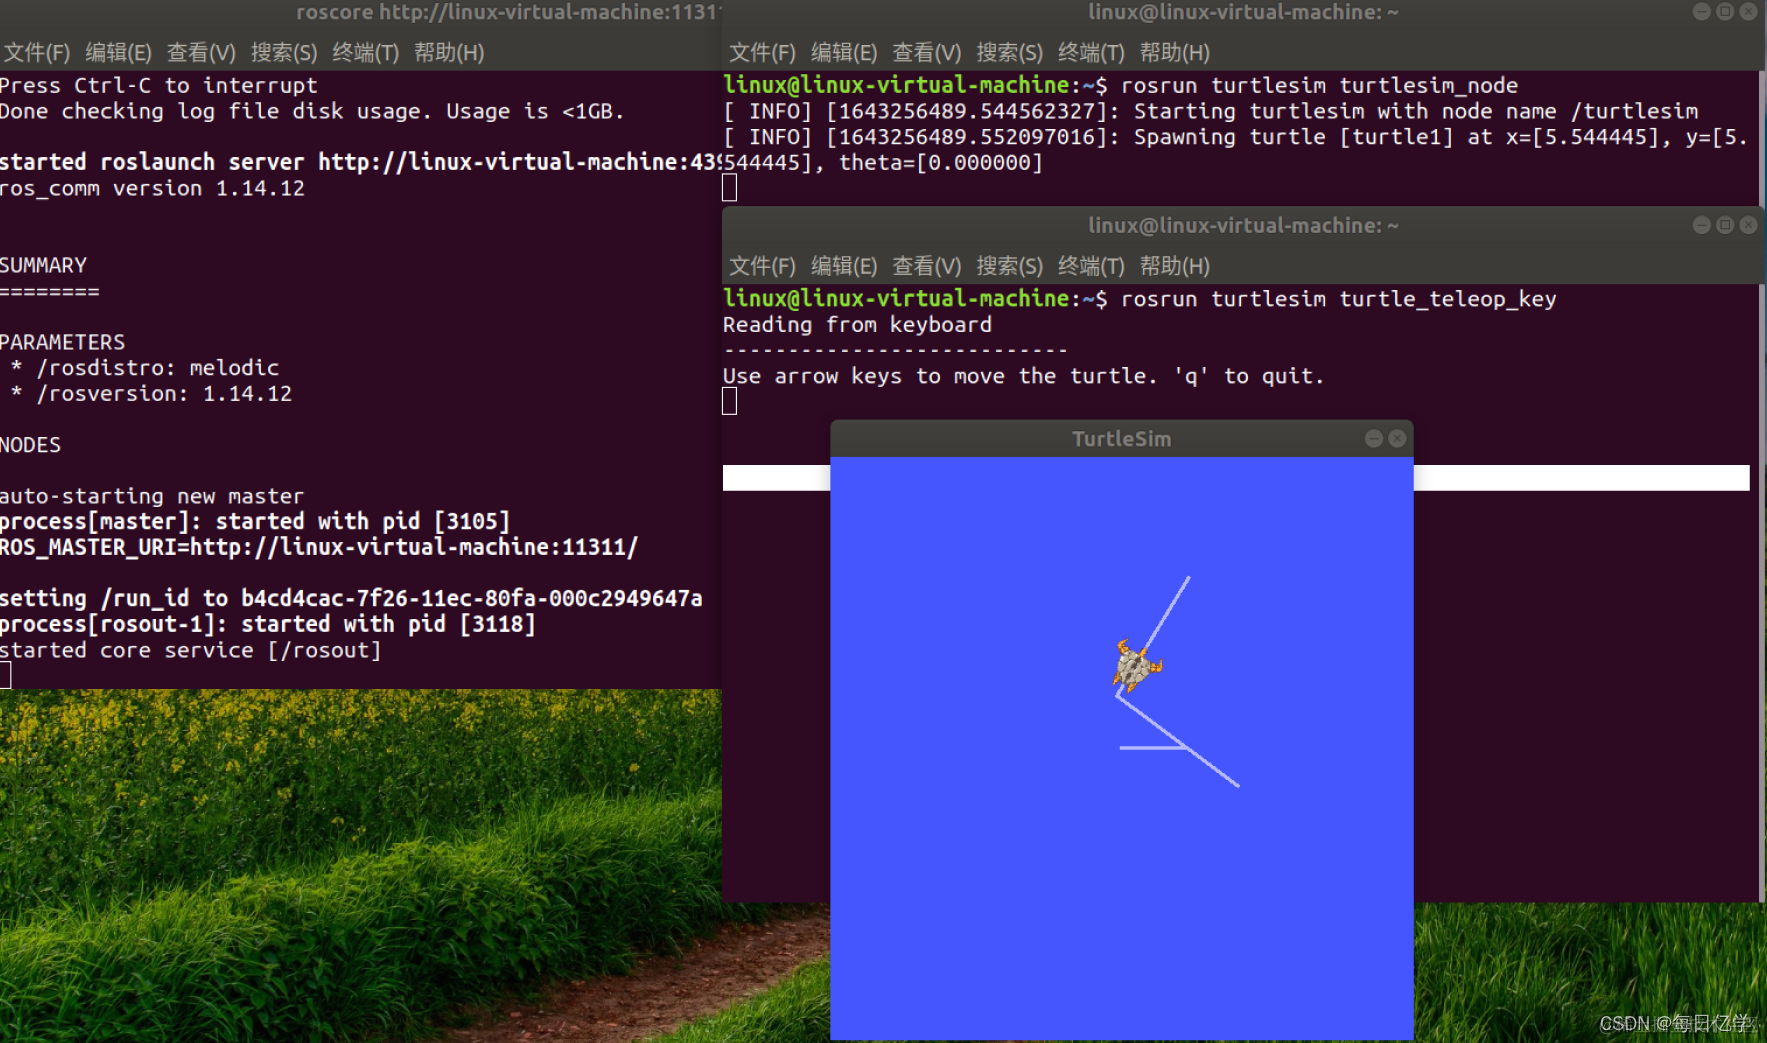 roscore http://linux-virtual-machine:11311
文件(F) 编辑(E) 查看(V) 搜索(S) 终端(T) 帮助(H)
Press Ctrl-C to interrupt
Done checking log file disk usage. Usage is <1GB.
started roslaunch server http://linux-virtual-machine:439
ros_comm version 1.14.12
SUMMARY
========
PARAMETERS
* /rosdistro: melodic
* /rosversion: 1.14.12
NODES
auto-starting new master
process[master]: started with pid [3105]
ROS_MASTER_URI=http://linux-virtual-machine:11311/
setting /run_id to b4cd4cac-7f26-11ec-80fa-000c2949647a
process[rosout-1]: started with pid [3118]
started core service [/rosout]
linux@linux-virtual-machine: ~
文件(F) 编辑(E) 查看(V) 搜索(S) 终端(T) 帮助(H)
linux@linux-virtual-machine:~$ rosrun turtlesim turtlesim_node
[ INFO] [1643256489.544562327]: Starting turtlesim with node name /turtlesim
[ INFO] [1643256489.552097016]: Spawning turtle [turtle1] at x=[5.544445], y=[5.
544445], theta=[0.000000]
linux@linux-virtual-machine: ~
文件(F) 编辑(E) 查看(V) 搜索(S) 终端(T) 帮助(H)
linux@linux-virtual-machine:~$ rosrun turtlesim turtle_teleop_key
Reading from keyboard
---------------------------
Use arrow keys to move the turtle. 'q' to quit.
TurtleSim
CSDN @每日亿学